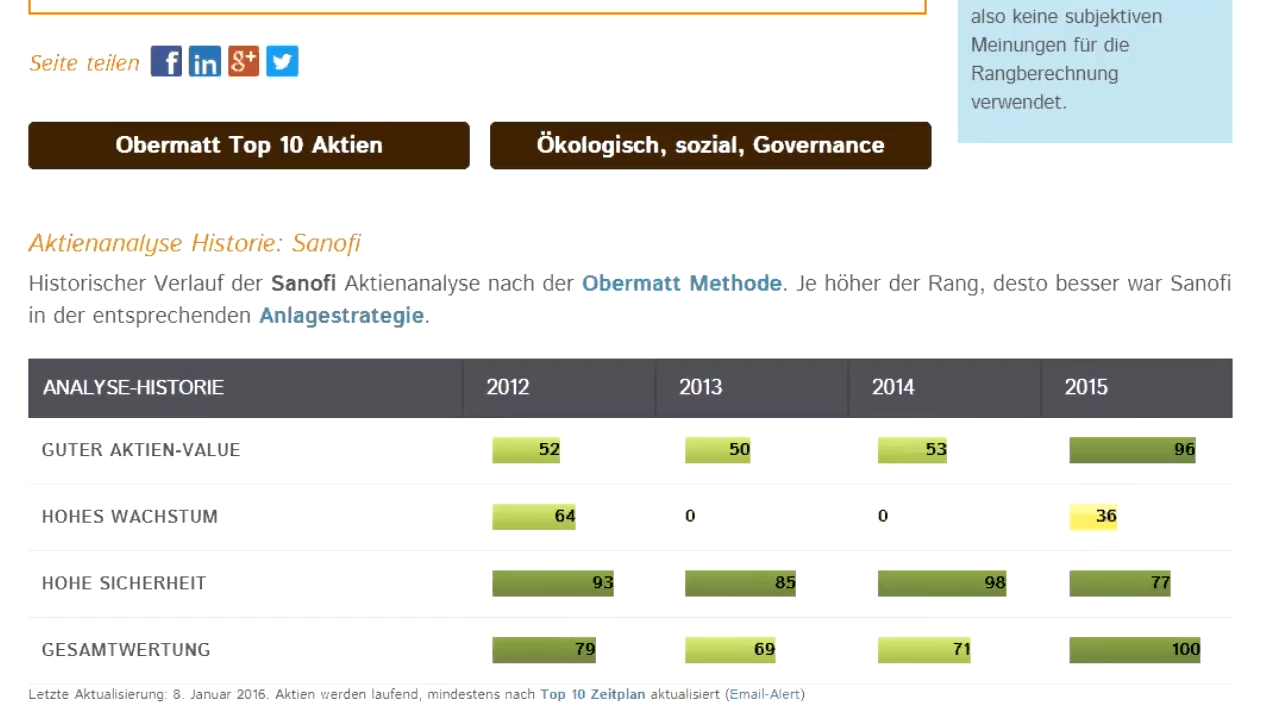 also keine subjektiven
Meinungen für die
Rangberechnung
verwendet.
Seite teilen f in g+
Obermatt Top 10 Aktien
Ökologisch, sozial, Governance
Aktienanalyse Historie: Sanofi
Historischer Verlauf der Sanofi Aktienanalyse nach der Obermatt Methode. Je höher der Rang, desto besser war Sanofi
in der entsprechenden Anlagestrategie.
ANALYSE-HISTORIE 2012 2013 2014 2015
GUTER AKTIEN-VALUE 52 50 53 96
HOHES WACHSTUM 64 0 0 36
HOHE SICHERHEIT 93 85 98 77
GESAMTWERTUNG 79 69 71 100
Letzte Aktualisierung: 8. Januar 2016. Aktien werden laufend, mindestens nach Top 10 Zeitplan aktualisiert (Email-Alert)